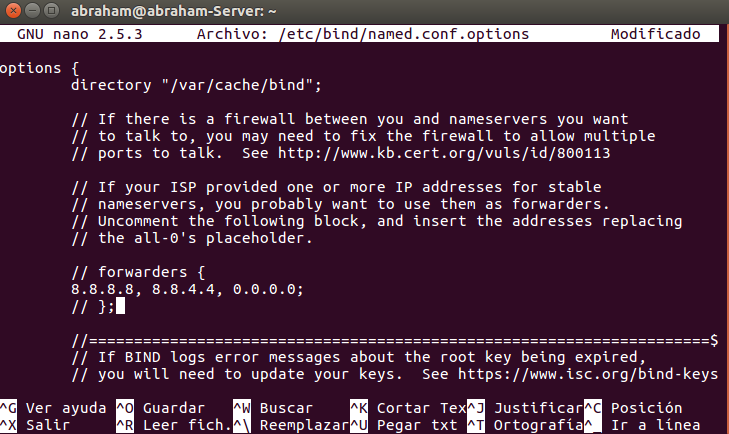 abraham@abraham-Server: ~
GNU nano 2.5.3 Archivo: /etc/bind/named.conf.options Modificado
options {
directory "/var/cache/bind";
// If there is a firewall between you and nameservers you want
// to talk to, you may need to fix the firewall to allow multiple
// ports to talk.  See http://www.kb.cert.org/vuls/id/800113
// If your ISP provided one or more IP addresses for stable
// nameservers, you probably want to use them as forwarders.
// Uncomment the following block, and insert the addresses replacing
// the all-0's placeholder.
// forwarders {
8.8.8.8, 8.8.4.4, 0.0.0.0;
// };
//=====================================================================$
// If BIND logs error messages about the root key being expired,
// you will need to update your keys.  See https://www.isc.org/bind-keys
^G Ver ayuda ^O Guardar ^W Buscar ^K Cortar Tex^J Justificar^C Posición
^X Salir ^R Leer fich.^\ Reemplazar^U Pegar txt ^T Ortografía^_ Ir a línea